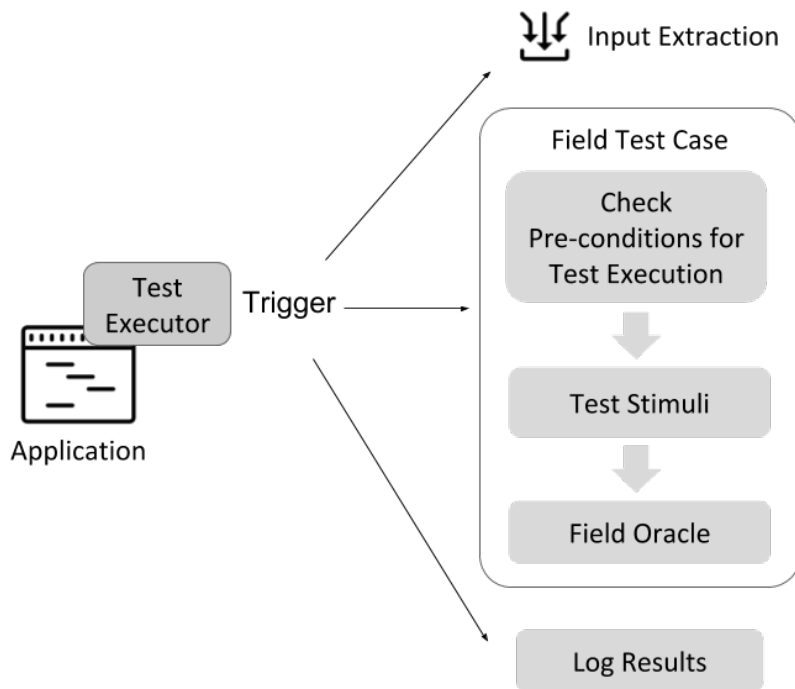 Input Extraction
Field Test Case
Check
Pre-conditions for
Test Execution
Test
Executor
Trigger
Test Stimuli
Application
Field Oracle
Log Results